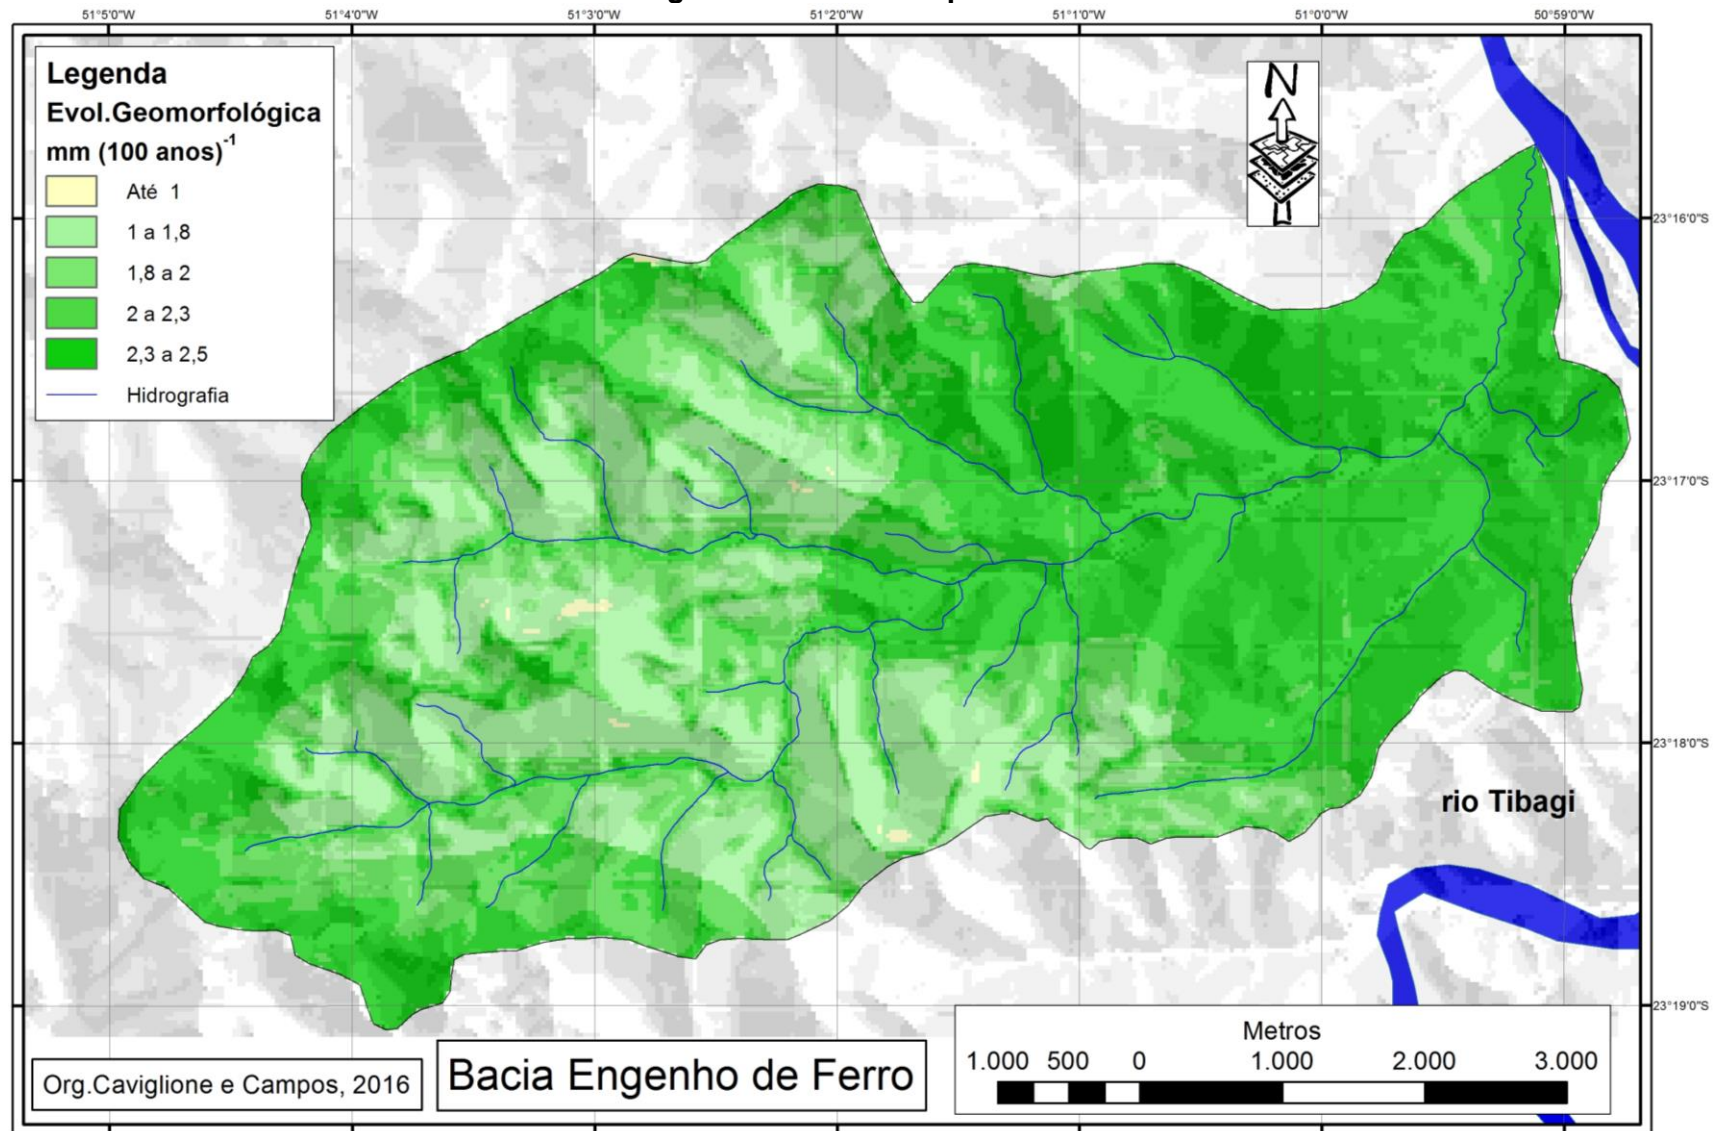 51°5'0"W
51°4'0"W
51°3'0"W
51°2'0"W
51°1'0"W
51°0'0"W
50°59'0"W
Legenda
Evol.Geomorfológica
mm (100 anos)-1
Até 1
1 a 1,8
1,8 a 2
2 a 2,3
2,3 a 2,5
Hidrografia
N
23°16'0"S
23°17'0"S
23°18'0"S
23°19'0"S
rio Tibagi
Org.Caviglione e Campos, 2016
Bacia Engenho de Ferro
Metros
1.000 500 0 1.000 2.000 3.000